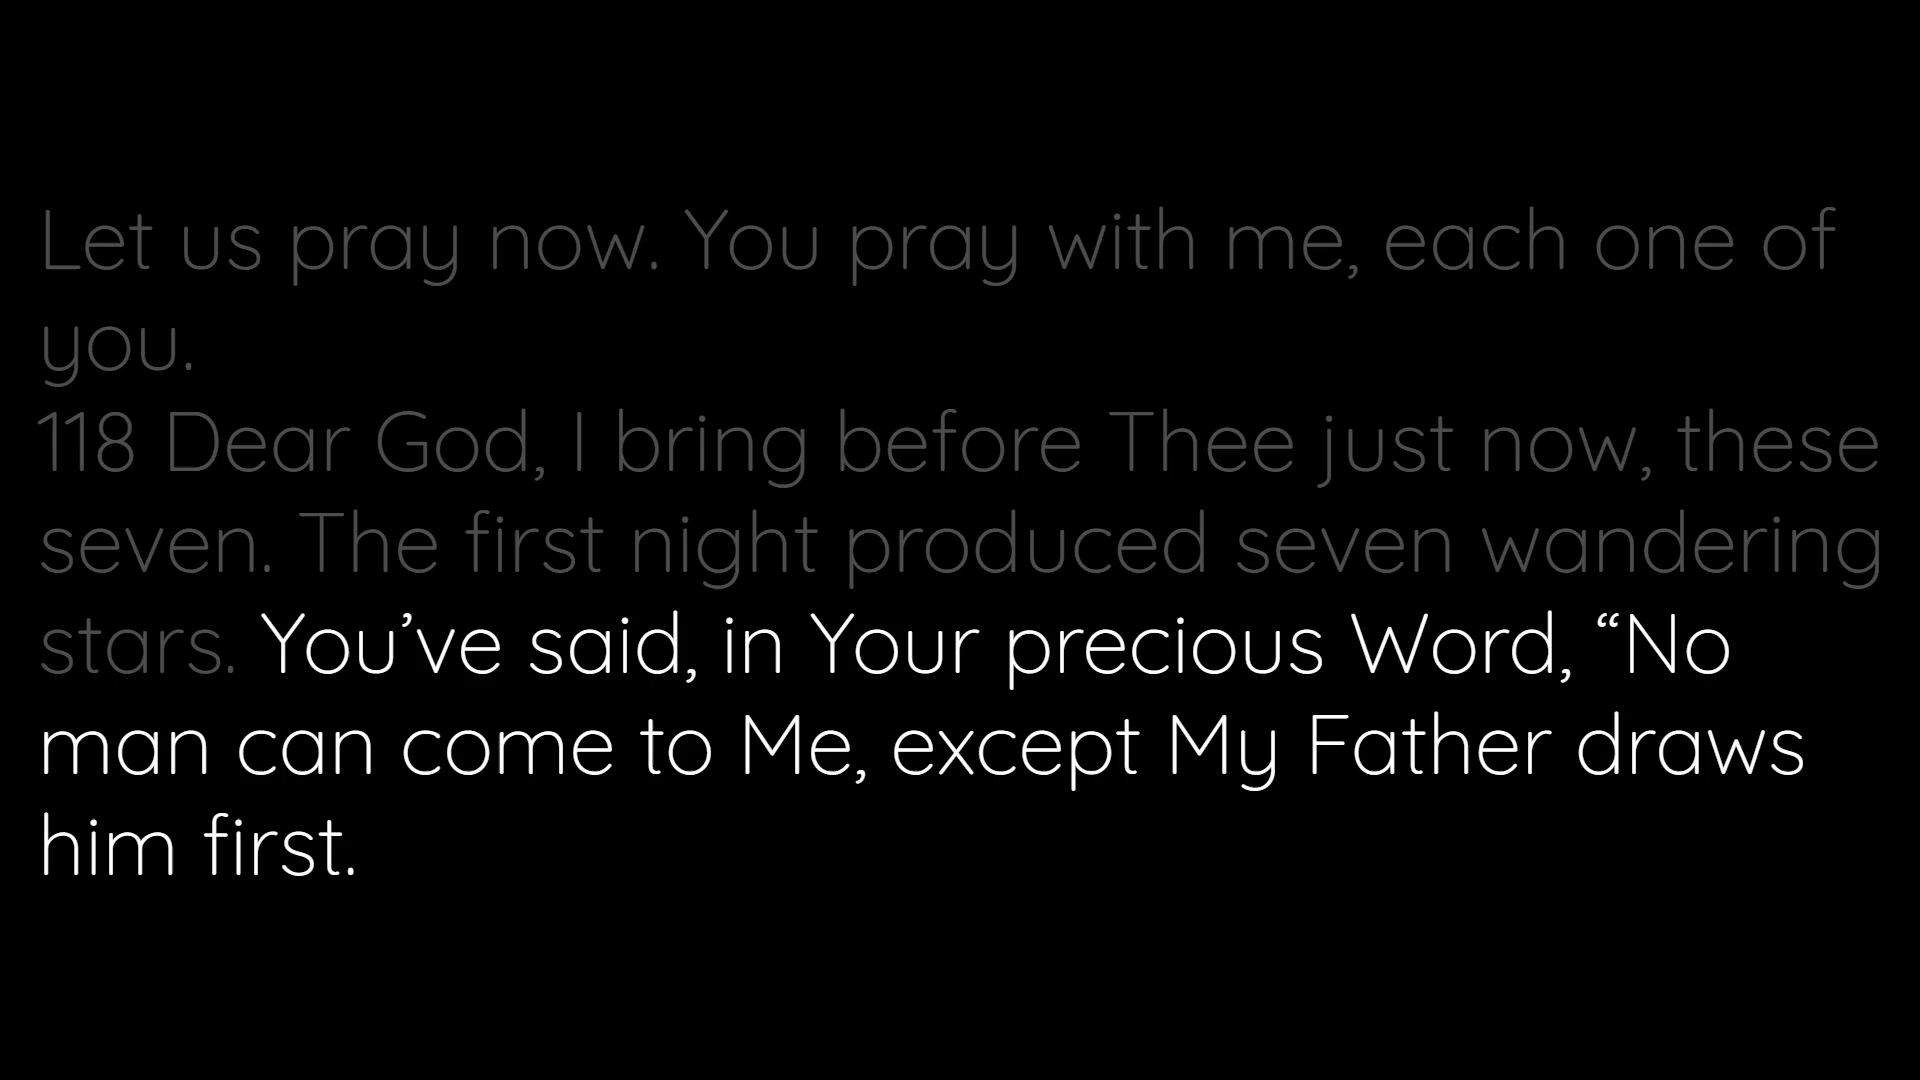 Let us pray now. You pray with me, each one of
you.
118 Dear God, I bring before Thee just now, these
seven. The first night produced seven wandering
stars. You’ve said, in Your precious Word, “No
man can come to Me, except My Father draws
him first.